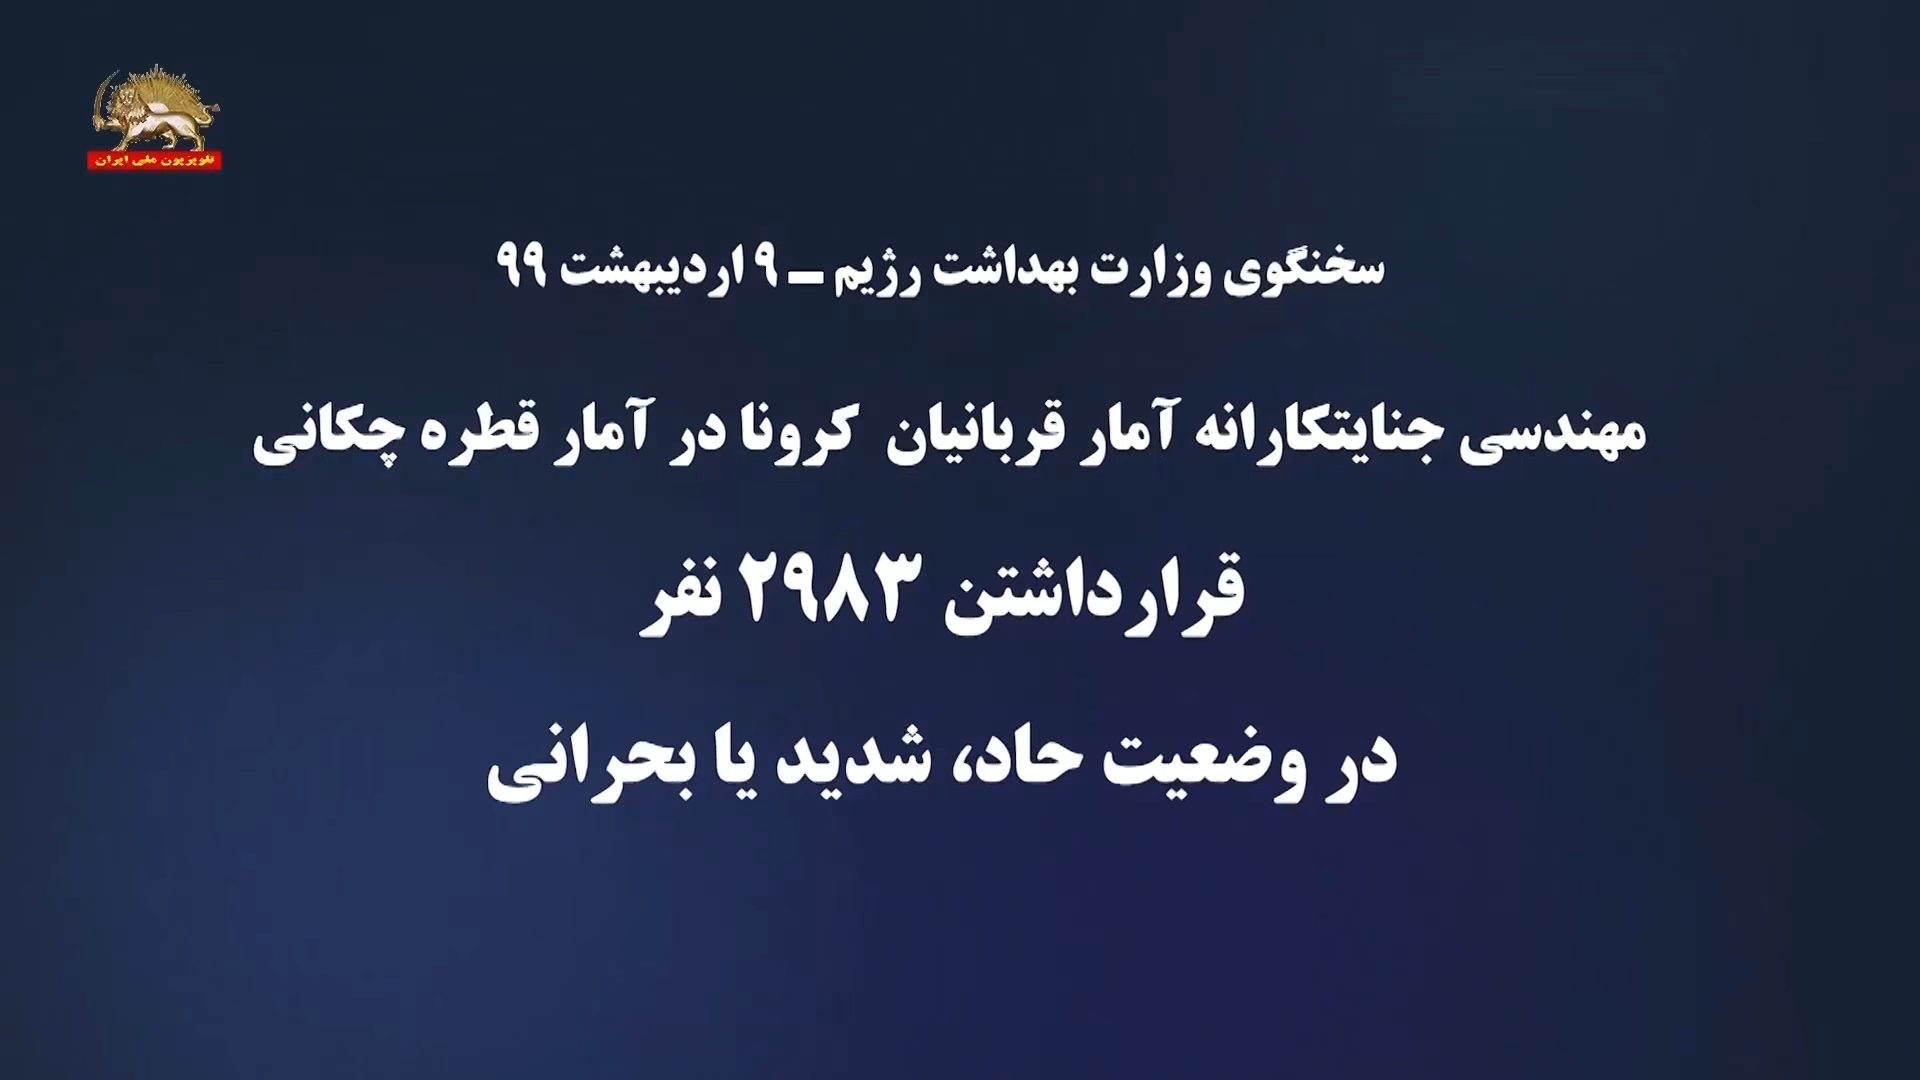 تلویزیون ملی ایران
سخنگوی وزارت بهداشت رژیم ـ ۹ اردیبهشت ۹۹
مهندسی جنایتکارانه آمار قربانیان کرونا در آمار قطره چکانی
قرارداشتن ۲۹۸۳ نفر
در وضعیت حاد، شدید یا بحرانی